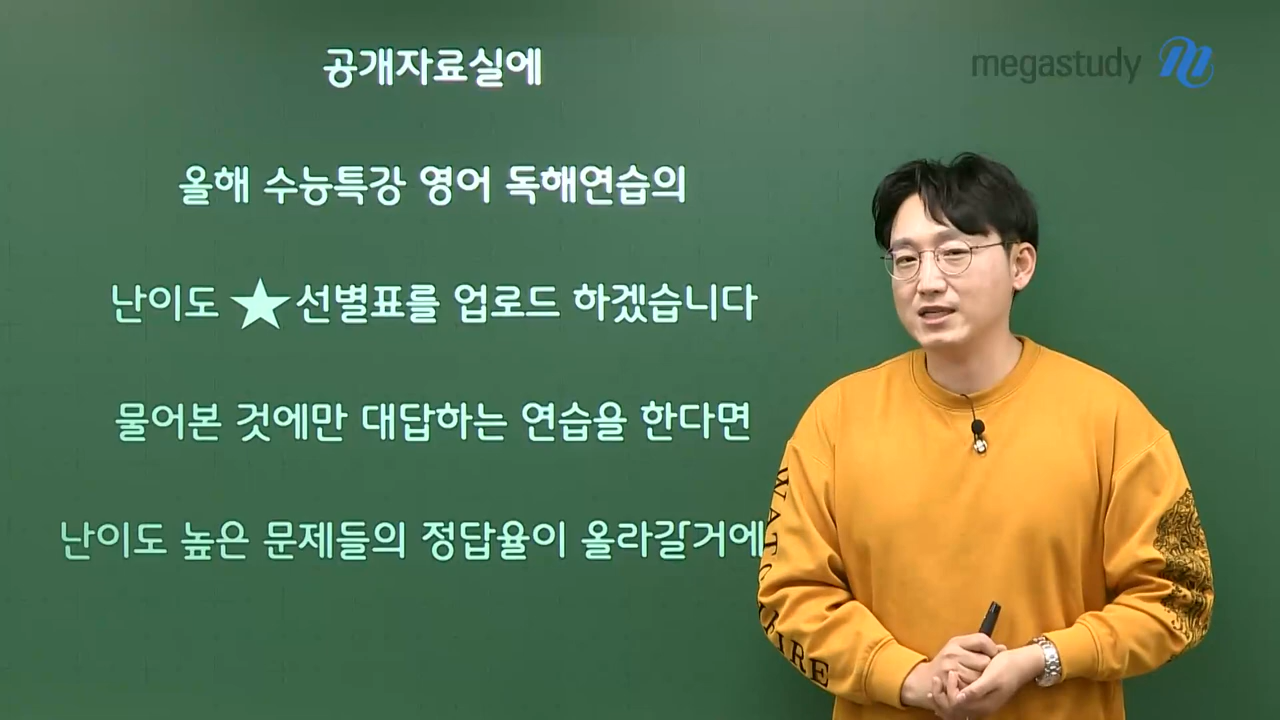 공개자료실에
megastudy
올해 수능특강 영어 독해연습의
난이도 ★선별표를 업로드 하겠습니다
물어본 것에만 대답하는 연습을 한다면
난이도 높은 문제들의 정답율이 올라갈거에